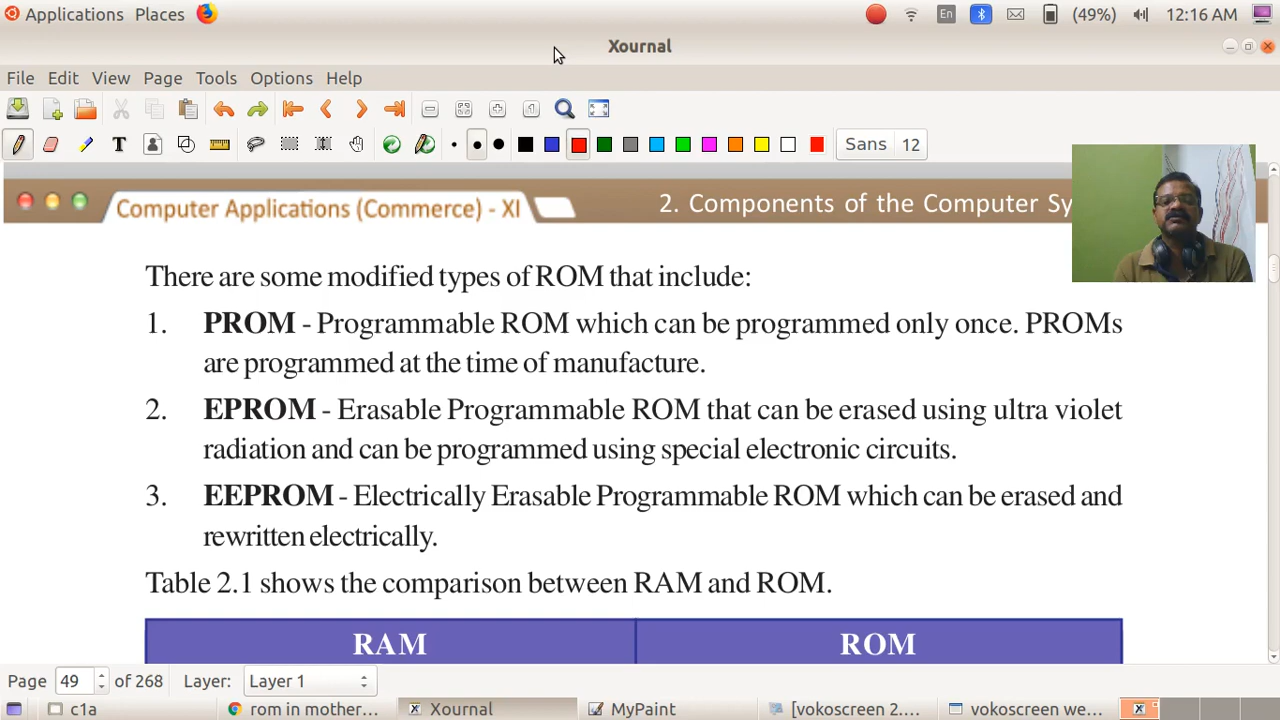 Applications Places En (49%) 12:16 AM
Xournal
File Edit View Page Tools Options Help
T Sans 12
Computer Applications (Commerce) - XI 2. Components of the Computer Sy
There are some modified types of ROM that include:
1. PROM - Programmable ROM which can be programmed only once. PROMs
are programmed at the time of manufacture.
2. EPROM - Erasable Programmable ROM that can be erased using ultra violet
radiation and can be programmed using special electronic circuits.
3. EEPROM - Electrically Erasable Programmable ROM which can be erased and
rewritten electrically.
Table 2.1 shows the comparison between RAM and ROM.
RAM ROM
Page 49 of 268 Layer: Layer 1
c1a rom in mother... Xournal MyPaint [vokoscreen 2.... vokoscreen we...